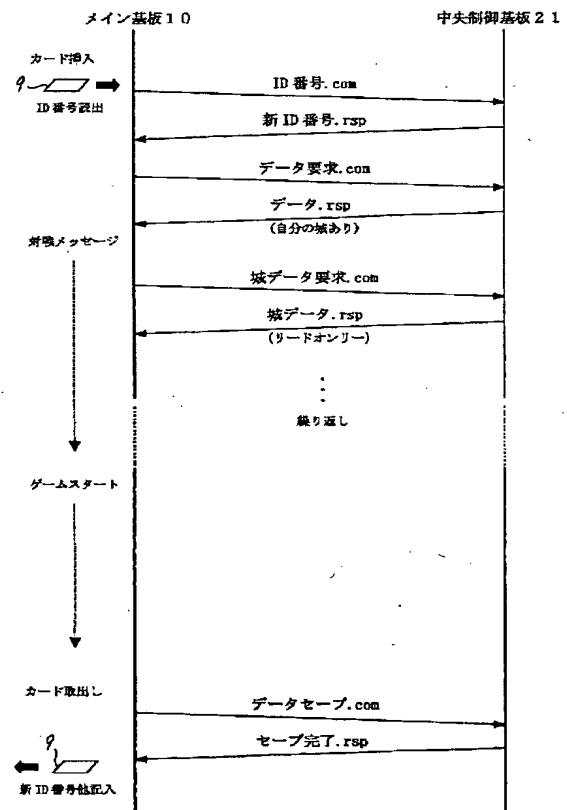 メイン基板10
中央制御基板21
カード挿入
9
ID番号読出
ID番号.com
新ID番号.rsp
データ要求.com
データ.rsp
(自分の城あり)
対戦メッセージ
城データ要求.com
城データ.rsp
(リードオンリー)
繰り返し
ゲームスタート
カード取出し
データセーブ.com
セーブ完了.rsp
9
新ID番号他記入